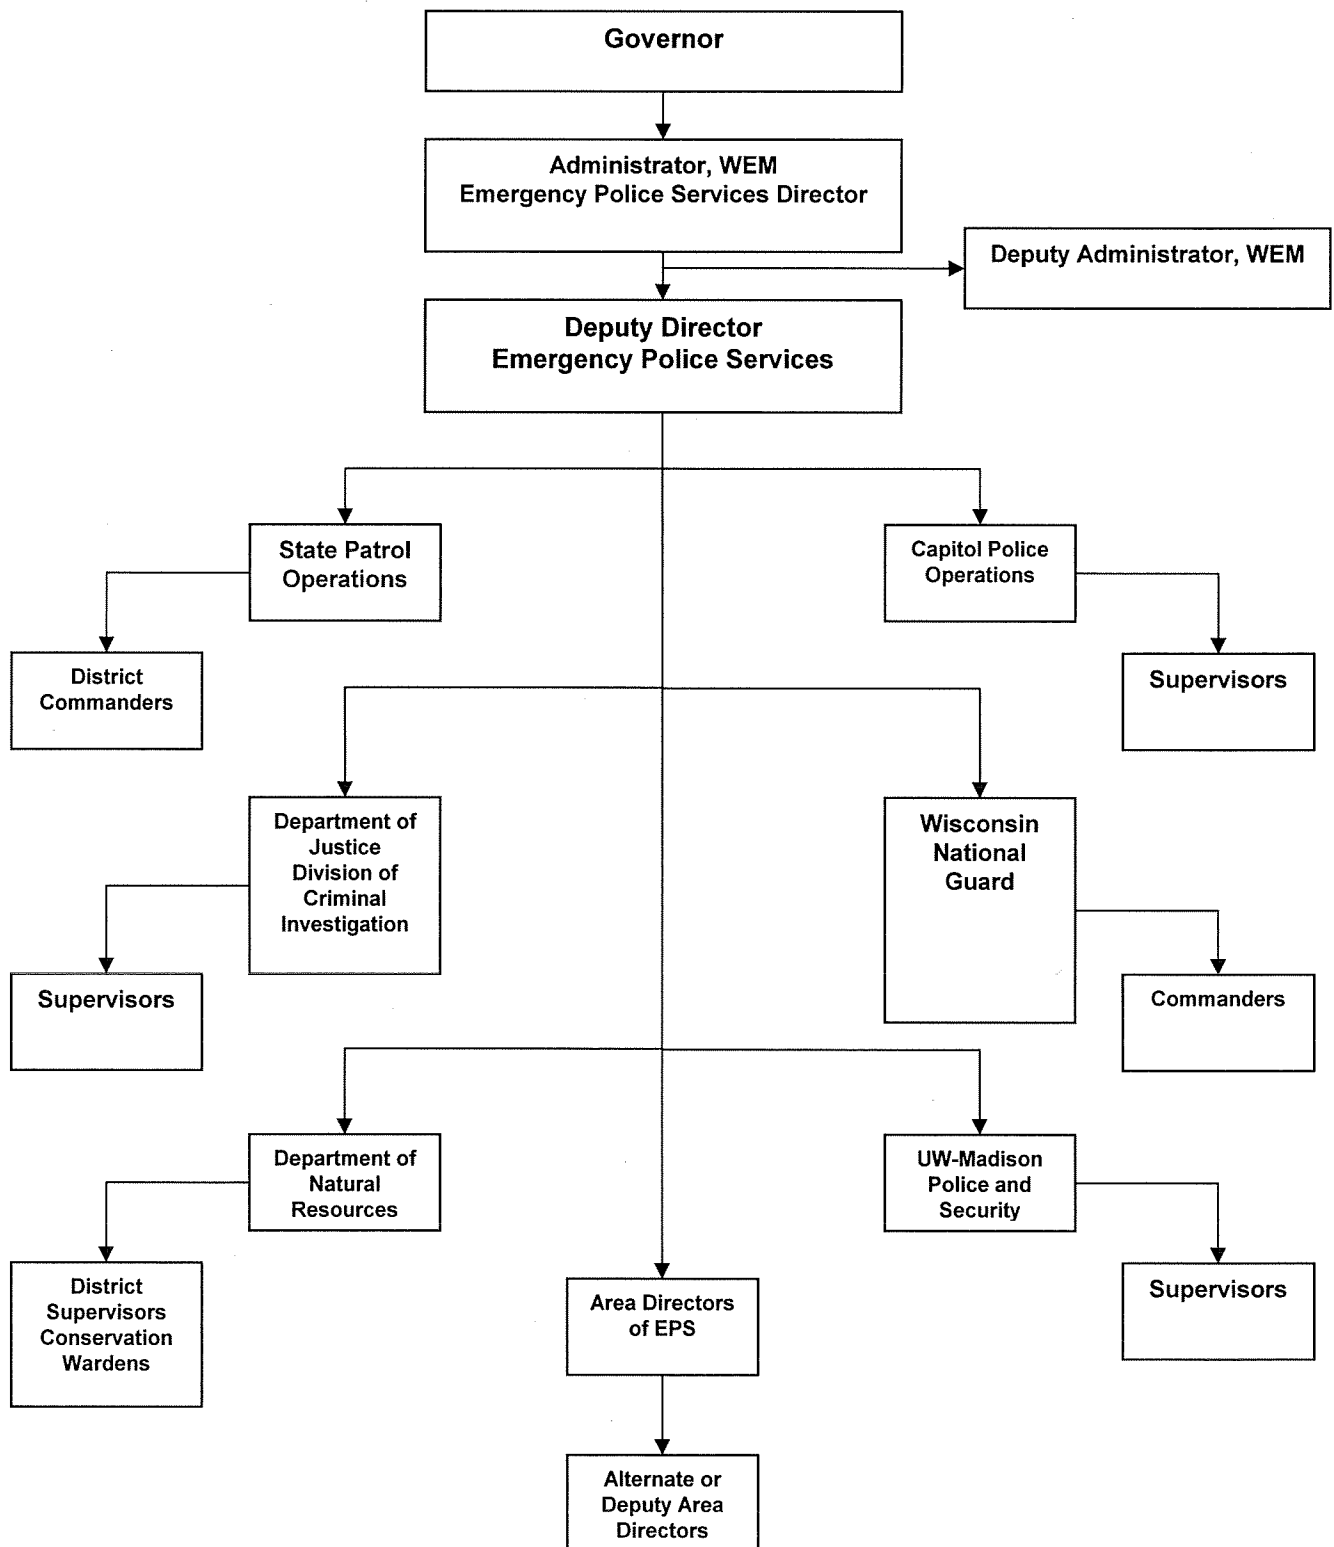 Governor
Administrator, WEM
Emergency Police Services Director
Deputy Administrator, WEM
Deputy Director
Emergency Police Services
State Patrol
Operations
Capitol Police
Operations
District
Commanders
Supervisors
Department of
Justice
Division of
Criminal
Investigation
Wisconsin
National
Guard
Supervisors
Commanders
Department of
Natural
Resources
UW-Madison
Police and
Security
District
Supervisors
Conservation
Wardens
Area Directors
of EPS
Supervisors
Alternate or
Deputy Area
Directors